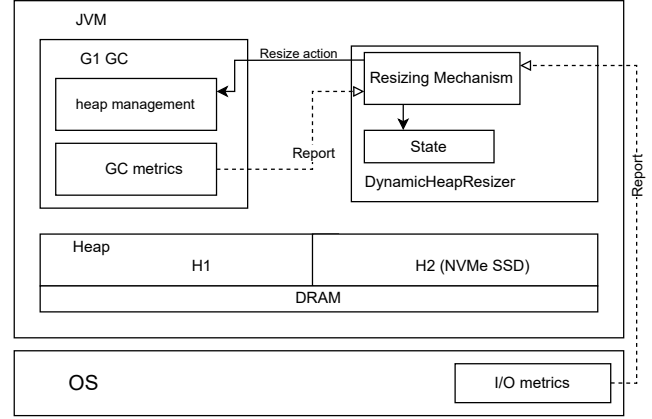 JVM
G1 GC
Resize action
Resizing Mechanism
heap management
Report
State
GC metrics
DynamicHeapResizer
Report
Heap
H1
H2 (NVMe SSD)
DRAM
OS
I/O metrics